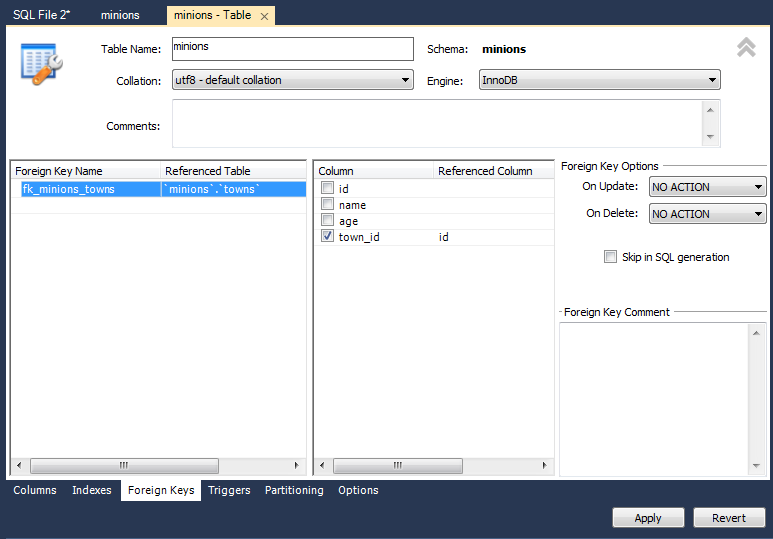 SQL File 2* minions minions - Table
Table Name: minions Schema: minions
Collation: utf8 - default collation Engine: InnoDB
Comments:
Foreign Key Name Referenced Table
fk_minions_towns `minions`.`towns`
Column Referenced Column
id
name
age
town_id id
Foreign Key Options
On Update: NO ACTION
On Delete: NO ACTION
Skip in SQL generation
Foreign Key Comment
Columns Indexes Foreign Keys Triggers Partitioning Options
Apply Revert